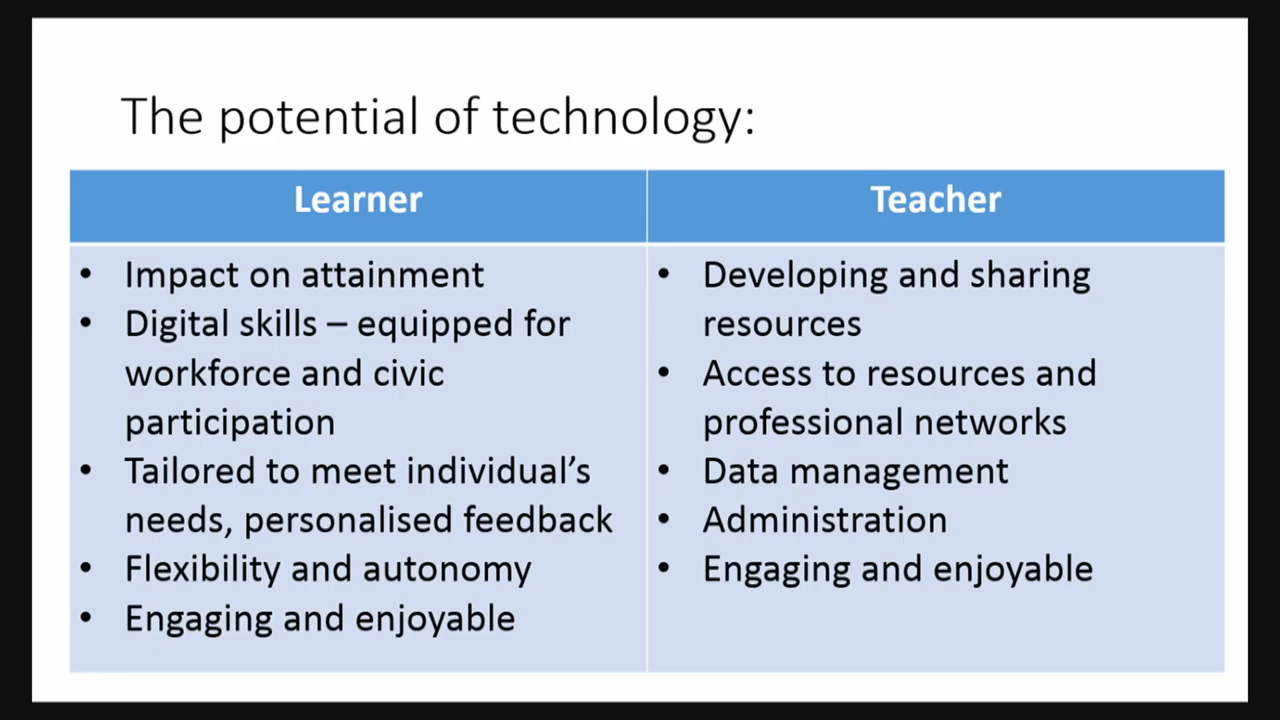 The potential of technology:
Learner
Teacher
• Impact on attainment
• Digital skills – equipped for
workforce and civic
participation
• Tailored to meet individual’s
needs, personalised feedback
• Flexibility and autonomy
• Engaging and enjoyable
• Developing and sharing
resources
• Access to resources and
professional networks
• Data management
• Administration
• Engaging and enjoyable